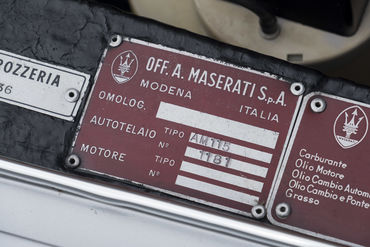 ROZZERIA
36
OFF. A. MASERATI S.p.A.
MODENA ITALIA
OMOLOG.
AUTOTELAIO TIPO AM115
N°
MOTORE TIPO
N°
Carburante
Olio Motore
Olio Cambio Autom
Olio Cambio e Ponte
Grasso